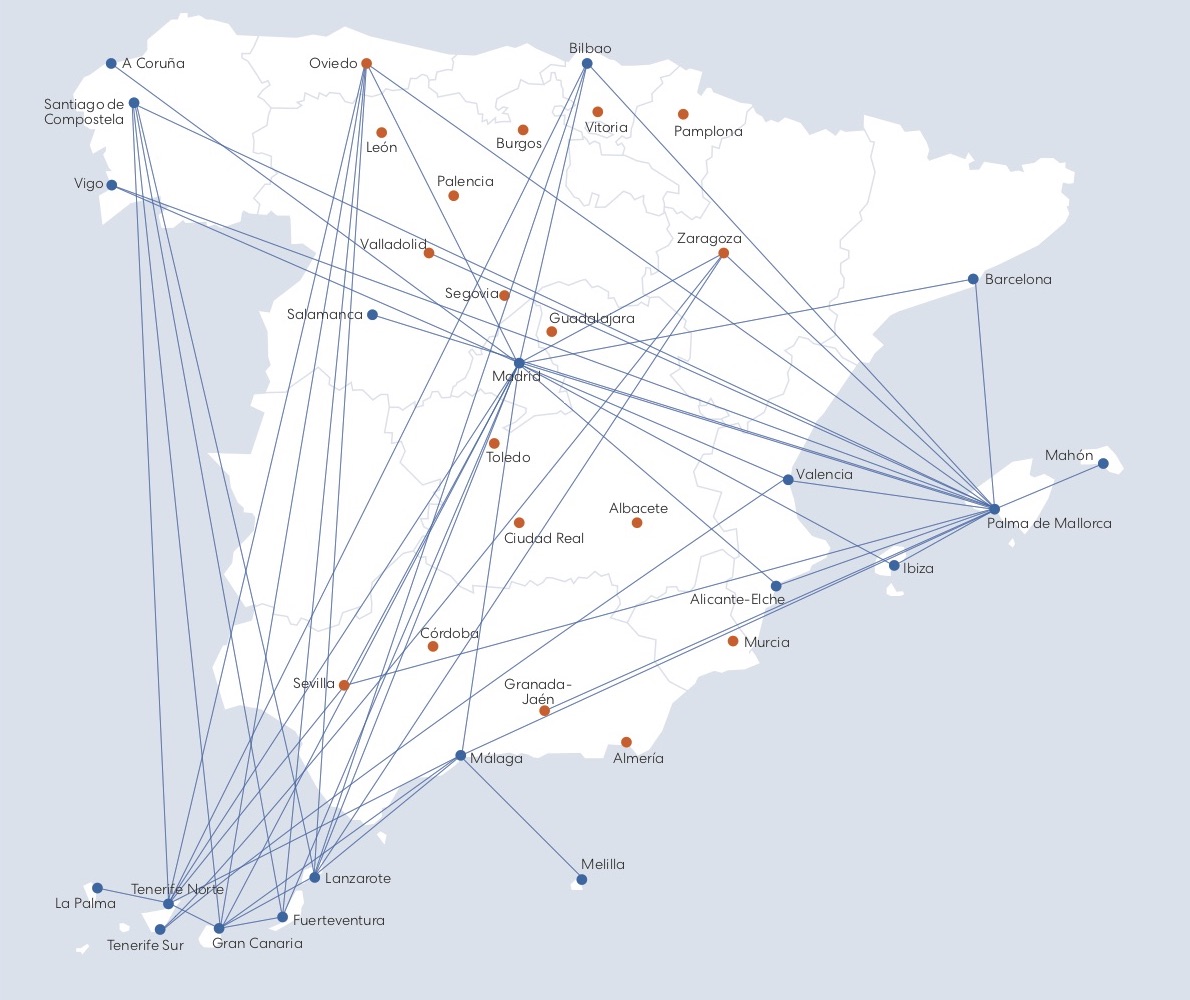 Bilbao
A Coruña
Oviedo
Santiago de
Compostela
Vitoria
Pamplona
León
Burgos
Vigo
Palencia
Valladolid
Zaragoza
Barcelona
Segovia
Salamanca
Guadalajara
Madrid
Toledo
Mahón
Valencia
Albacete
Palma de Mallorca
Ciudad Real
Ibiza
Alicante-Elche
Córdoba
Murcia
Sevilla
Granada-
Jaén
Málaga
Almería
Melilla
Lanzarote
Tenerife Norte
La Palma
Fuerteventura
Tenerife Sur
Gran Canaria